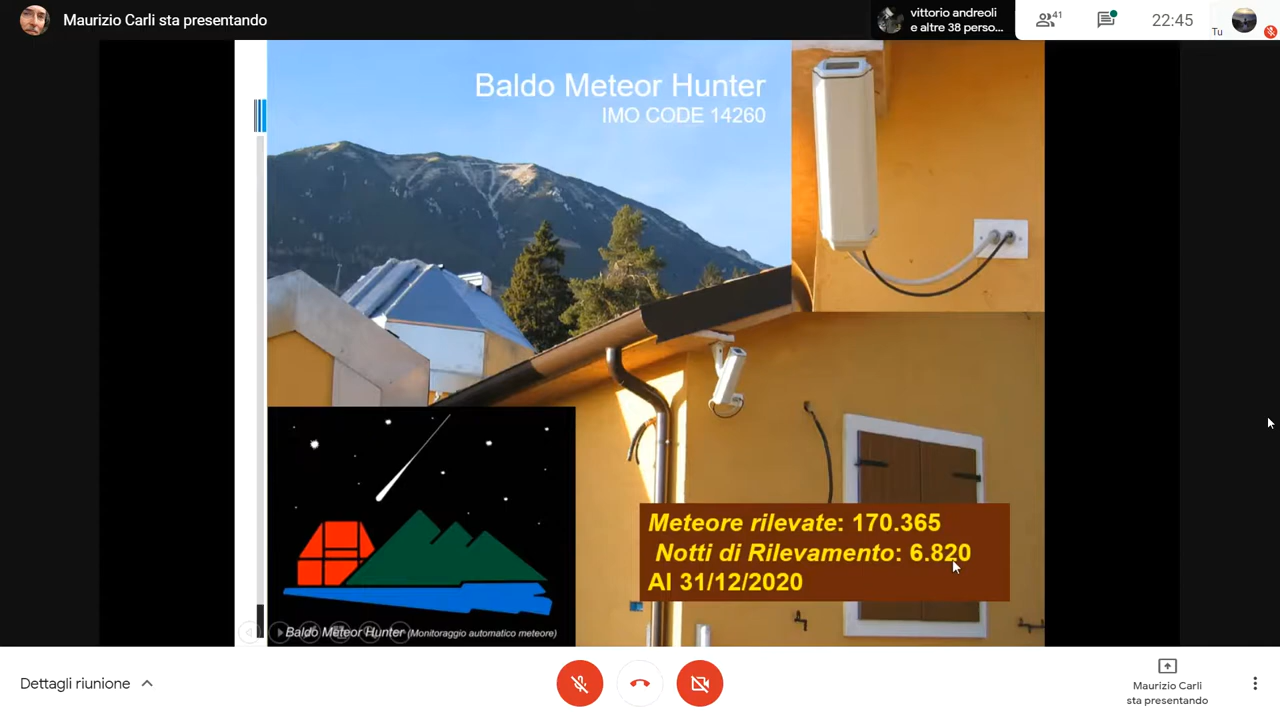 Maurizio Carli sta presentando
vittorio andreoli
e altre 38 perso...
41
22:45
Tu
Baldo Meteor Hunter
IMO CODE 14260
Meteore rilevate: 170.365
Notti di Rilevamento: 6.820
Al 31/12/2020
Baldo Meteor Hunter (Monitoraggio automatico meteore)
Dettagli riunione
Maurizio Carli
sta presentando